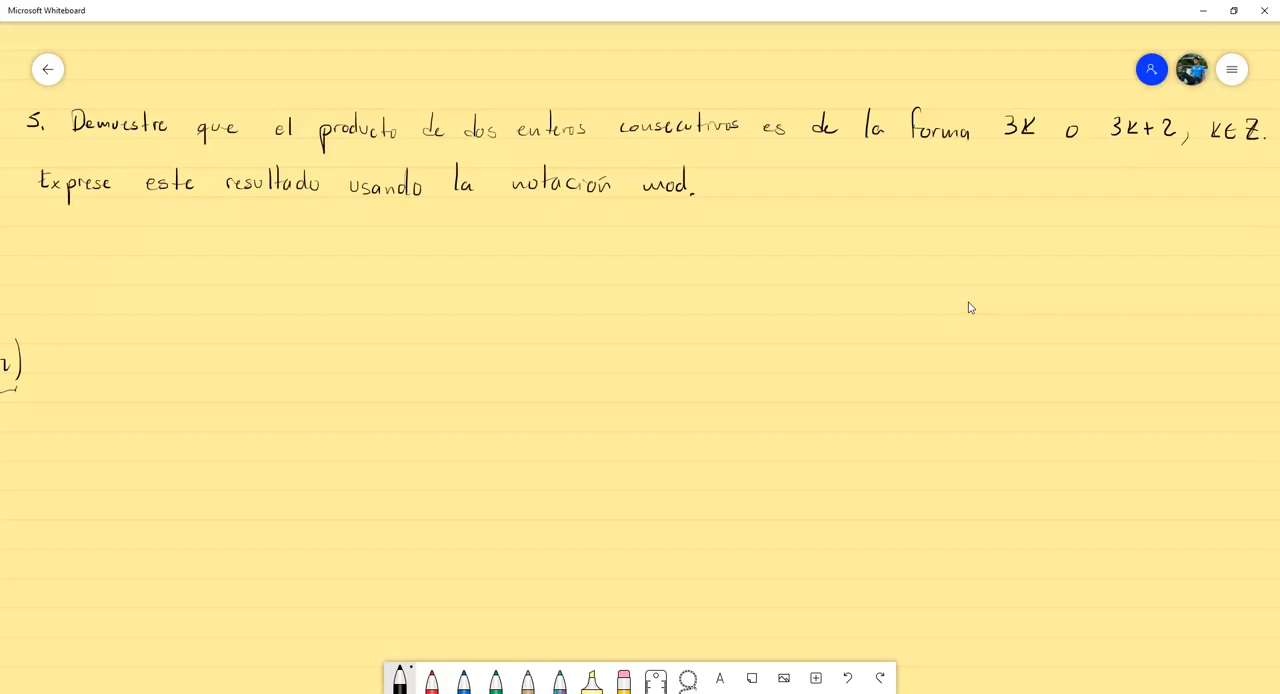 Microsoft Whiteboard
5. Demuestre que el producto de dos enteros consecutivos es de la forma 3K o 3K+2, K∈Z.
Exprese este resultado usando la notación mod.